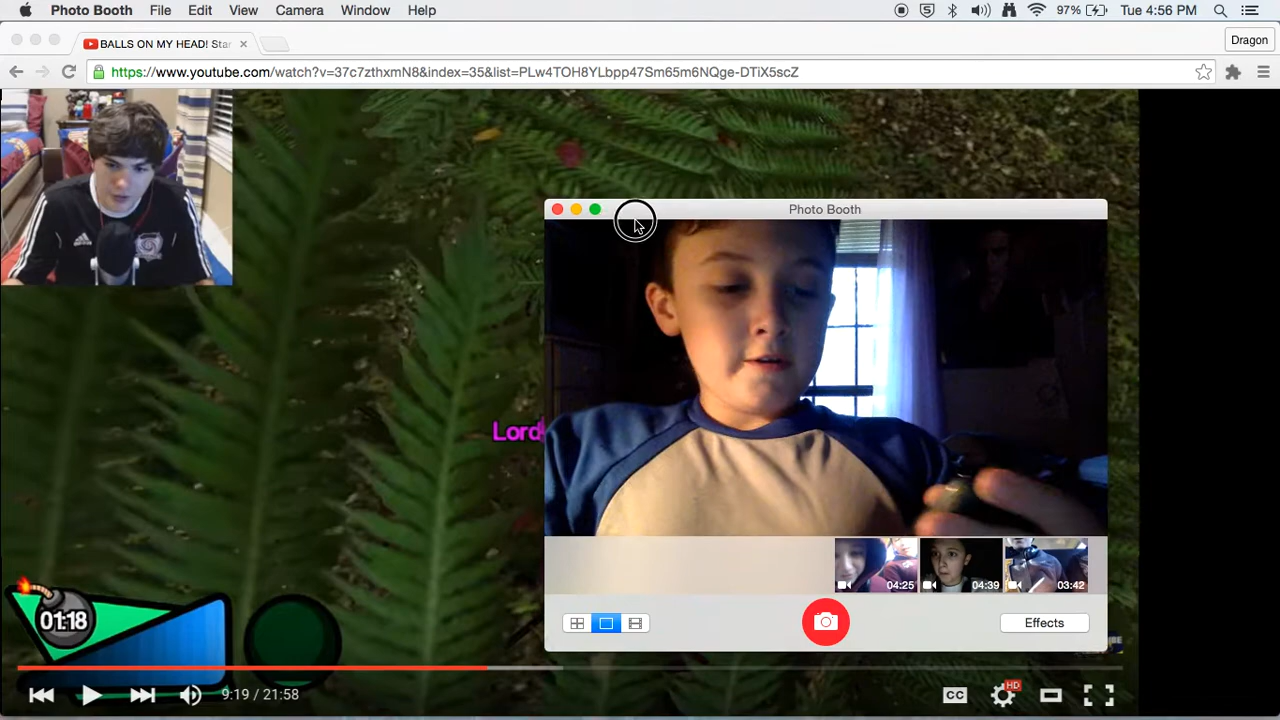 Photo Booth File Edit View Camera Window Help 97% Tue 4:56 PM
BALLS ON MY HEAD! Star
Dragon
https://www.youtube.com/watch?v=37c7zthxmN8&index=35&list=PLw4TOH8YLbpp47Sm65m6NQge-DTiX5scZ
Photo Booth
Lord
04:25 04:39 03:42
01:18
Effects
9:19 / 21:58
CC HD